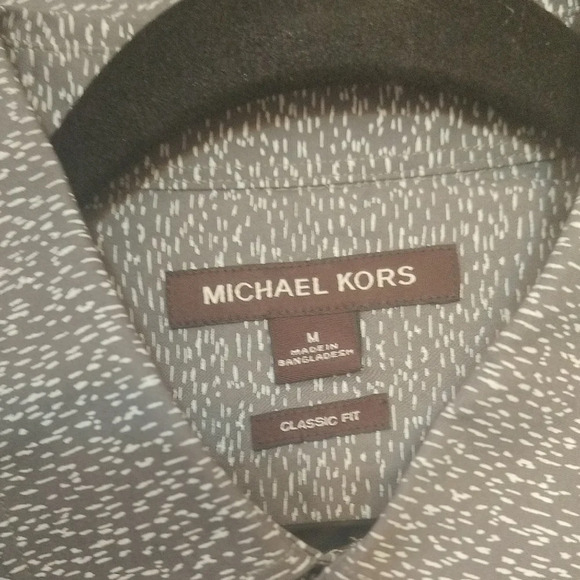 MICHAEL KORS
M
MADE IN
BANGLADESH
CLASSIC FIT